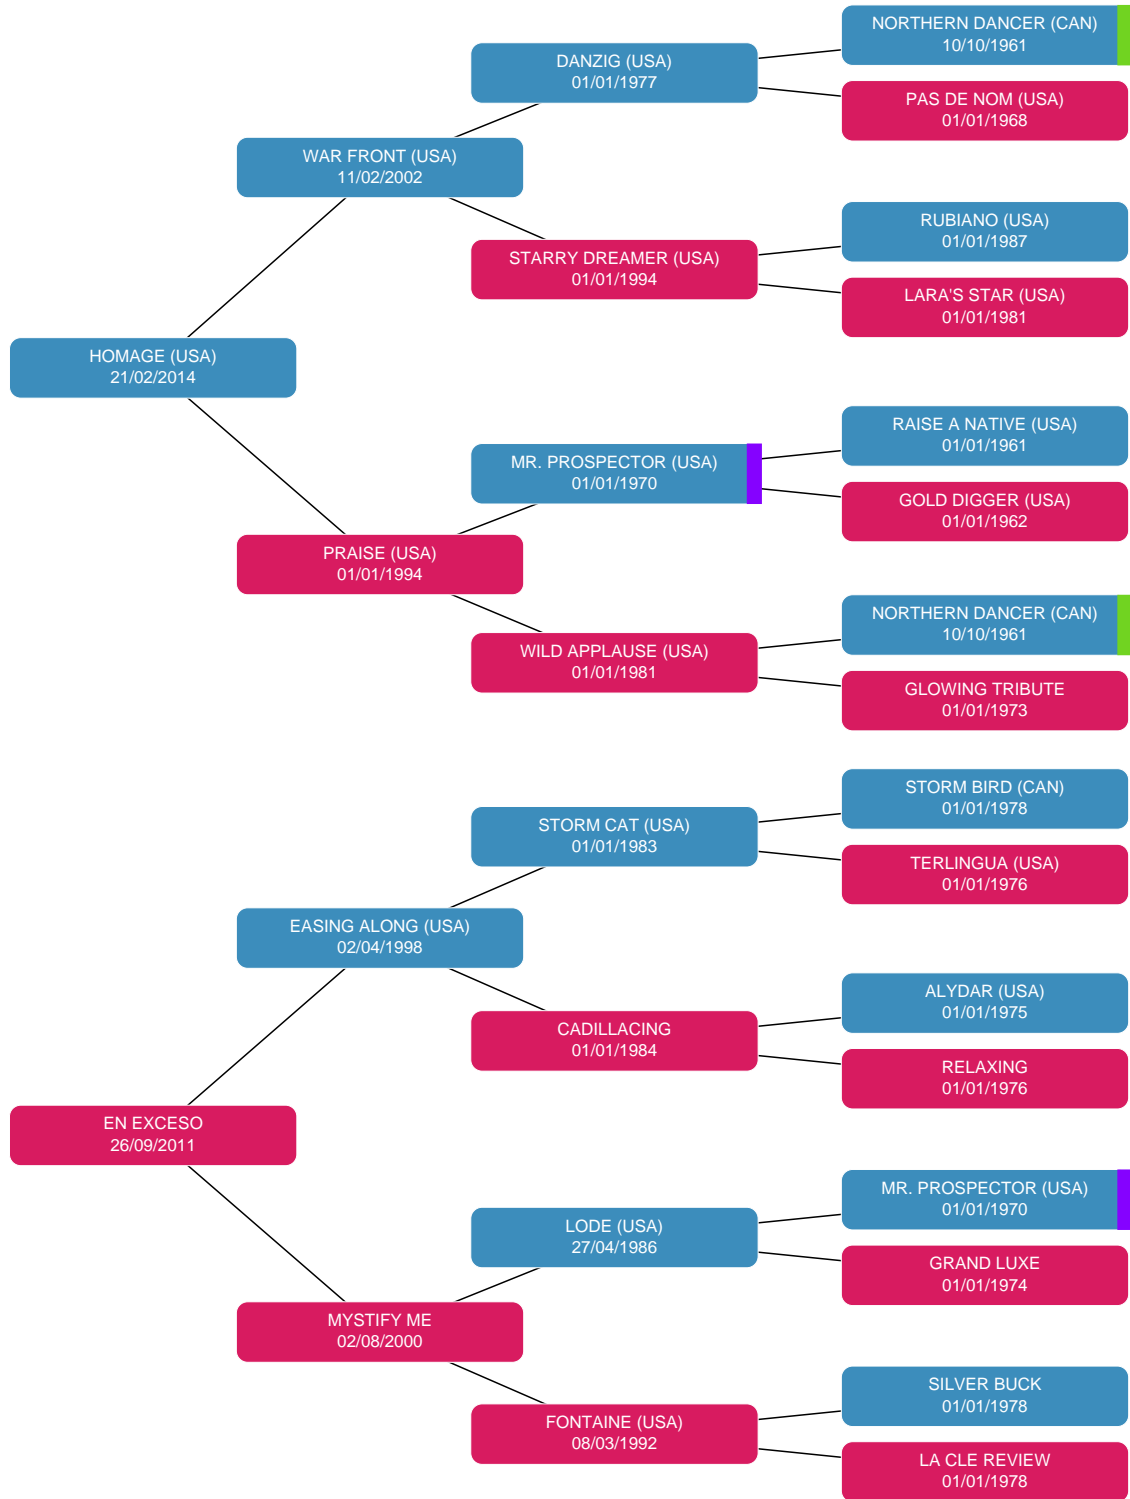 NORTHERN DANCER (CAN)
10/10/1961
DANZIG (USA)
01/01/1977
PAS DE NOM (USA)
01/01/1968
WAR FRONT (USA)
11/02/2002
RUBIANO (USA)
01/01/1987
STARRY DREAMER (USA)
01/01/1994
LARA'S STAR (USA)
01/01/1981
HOMAGE (USA)
21/02/2014
RAISE A NATIVE (USA)
01/01/1961
MR. PROSPECTOR (USA)
01/01/1970
GOLD DIGGER (USA)
01/01/1962
PRAISE (USA)
01/01/1994
NORTHERN DANCER (CAN)
10/10/1961
WILD APPLAUSE (USA)
01/01/1981
GLOWING TRIBUTE
01/01/1973
STORM BIRD (CAN)
01/01/1978
STORM CAT (USA)
01/01/1983
TERLINGUA (USA)
01/01/1976
EASING ALONG (USA)
02/04/1998
ALYDAR (USA)
01/01/1975
CADILLACING
01/01/1984
RELAXING
01/01/1976
EN EXCESO
26/09/2011
MR. PROSPECTOR (USA)
01/01/1970
LODE (USA)
27/04/1986
GRAND LUXE
01/01/1974
MYSTIFY ME
02/08/2000
SILVER BUCK
01/01/1978
FONTAINE (USA)
08/03/1992
LA CLE REVIEW
01/01/1978